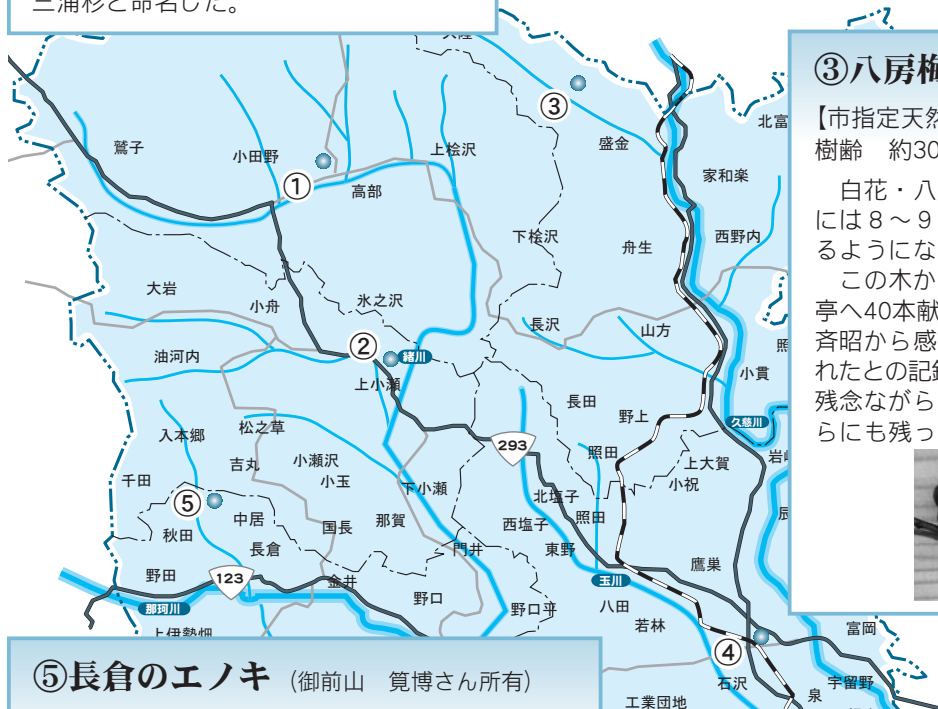 三浦杉と命名した。
③八房梅
【市指定天然
樹齢 約30
白花・八
には8～9
るようにな
この木か
亭へ40本献
斉昭から感
れたとの記録
残念ながら
らにも残っ
鷲子
小田野
①
高部
上桧沢
③
盛金
北富
家和楽
下桧沢
舟生
西野内
大岩
小舟
氷之沢
長沢
山方
照
油河内
②
緒川
上小瀬
小貫
長田
野上
久慈川
入本郷
松之草
293
照田
上大賀
岩崎
千田
吉丸
小瀬沢
小玉
下小瀬
小祝
⑤
中居
秋田
国長
那賀
北塩子
西塩子
照田
辰
長倉
門井
東野
鷹巣
野田
123
金井
野口
玉川
那珂川
野口平
八田
上伊勢畑
若林
富岡
④
石沢
宇留野
泉
工業団地
⑤長倉のエノキ (御前山 筧博さん所有)